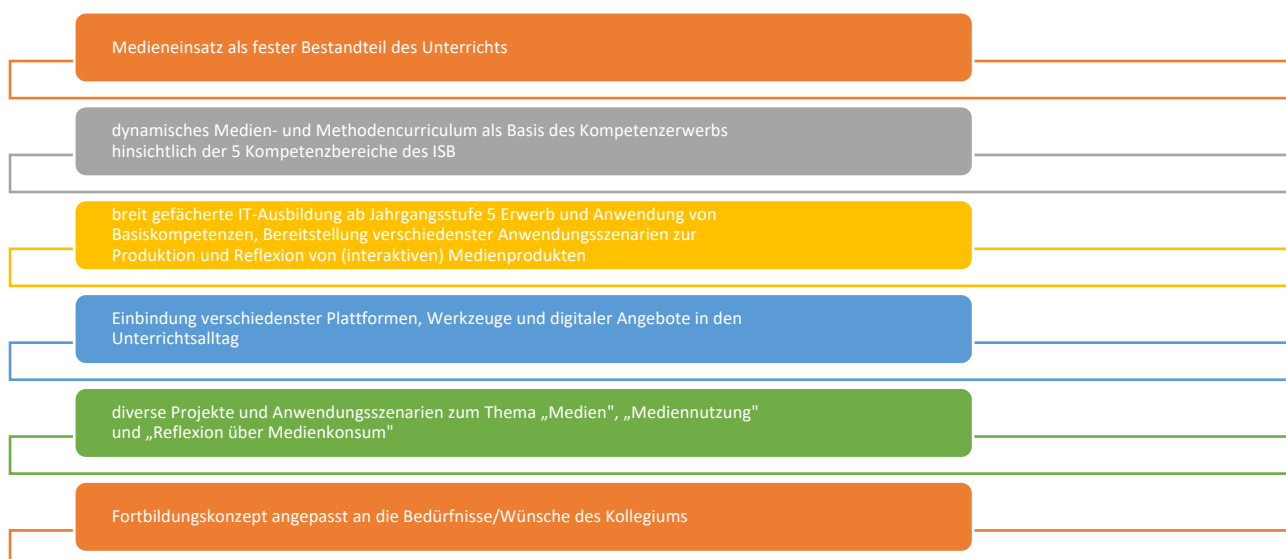 Medieneinsatz als fester Bestandteil des Unterrichts
dynamisches Medien- und Methodencurriculum als Basis des Kompetenzerwerbs
hinsichtlich der 5 Kompetenzbereiche des ISB
breit gefächerte IT-Ausbildung ab Jahrgangsstufe 5 Erwerb und Anwendung von
Basiskompetenzen, Bereitstellung verschiedenster Anwendungsszenarien zur
Produktion und Reflexion von (interaktiven) Medienprodukten
Einbindung verschiedenster Plattformen, Werkzeuge und digitaler Angebote in den
Unterrichtsalltag
diverse Projekte und Anwendungsszenarien zum Thema „Medien", „Mediennutzung"
und „Reflexion über Medienkonsum"
Fortbildungskonzept angepasst an die Bedürfnisse/Wünsche des Kollegiums